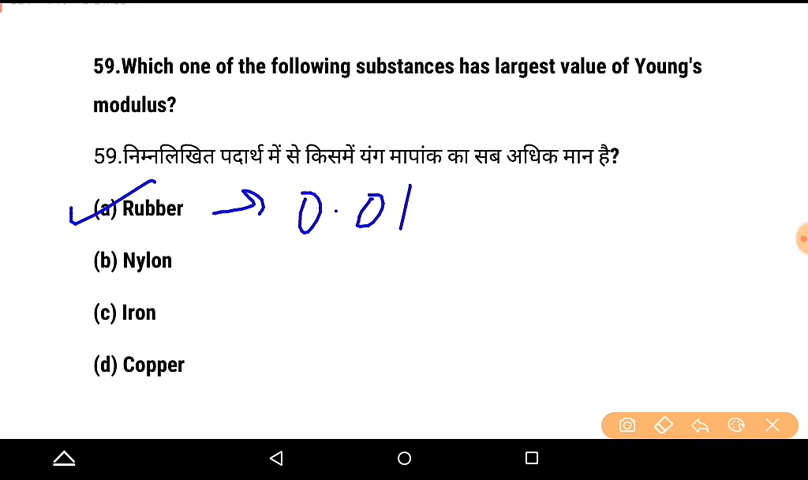 59.Which one of the following substances has largest value of Young's
modulus?
59.निम्नलिखित पदार्थ में से किसमें यंग मापांक का सब अधिक मान है?
(a) Rubber → 0.01
(b) Nylon
(c) Iron
(d) Copper